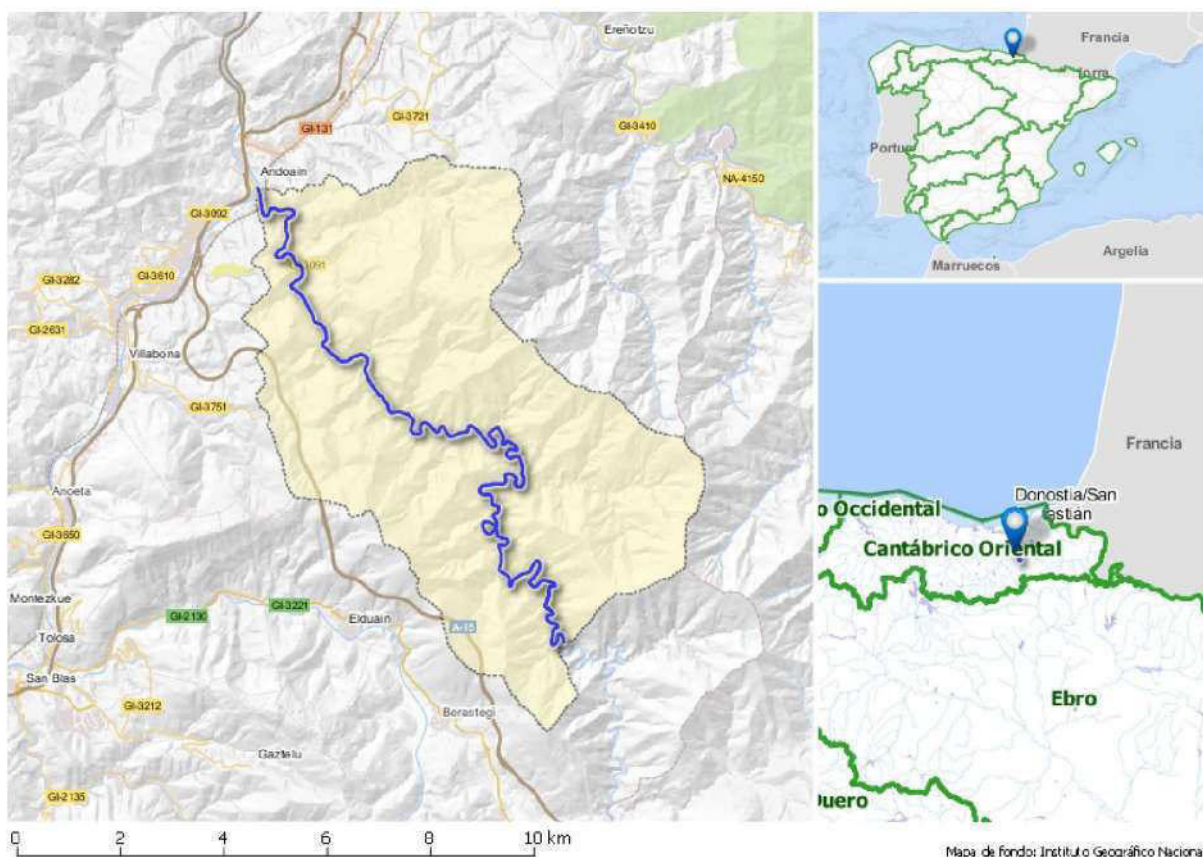 Ereñotzu
GI-131
GI-3721
GI-3410
Andoain
NA-4150
GI-3092
GI-3282
GI-3610
GI-2631
Villabona
GI-3751
Anoeta
GI-3650
Montezkue
GI-2130
GI-3221
Elduain
Tolosa
A-15
San Blas
GI-3212
Berastegi
Gaztelu
GI-2135
0 2 4 6 8 10 km
Francia
Portu
Argelia
Marruecos
Francia
Donostia/San
astián
o Occidental
Cantábrico Oriental
Ebro
Duero
Mapa de fondo: Instituto Geográfico Naciona